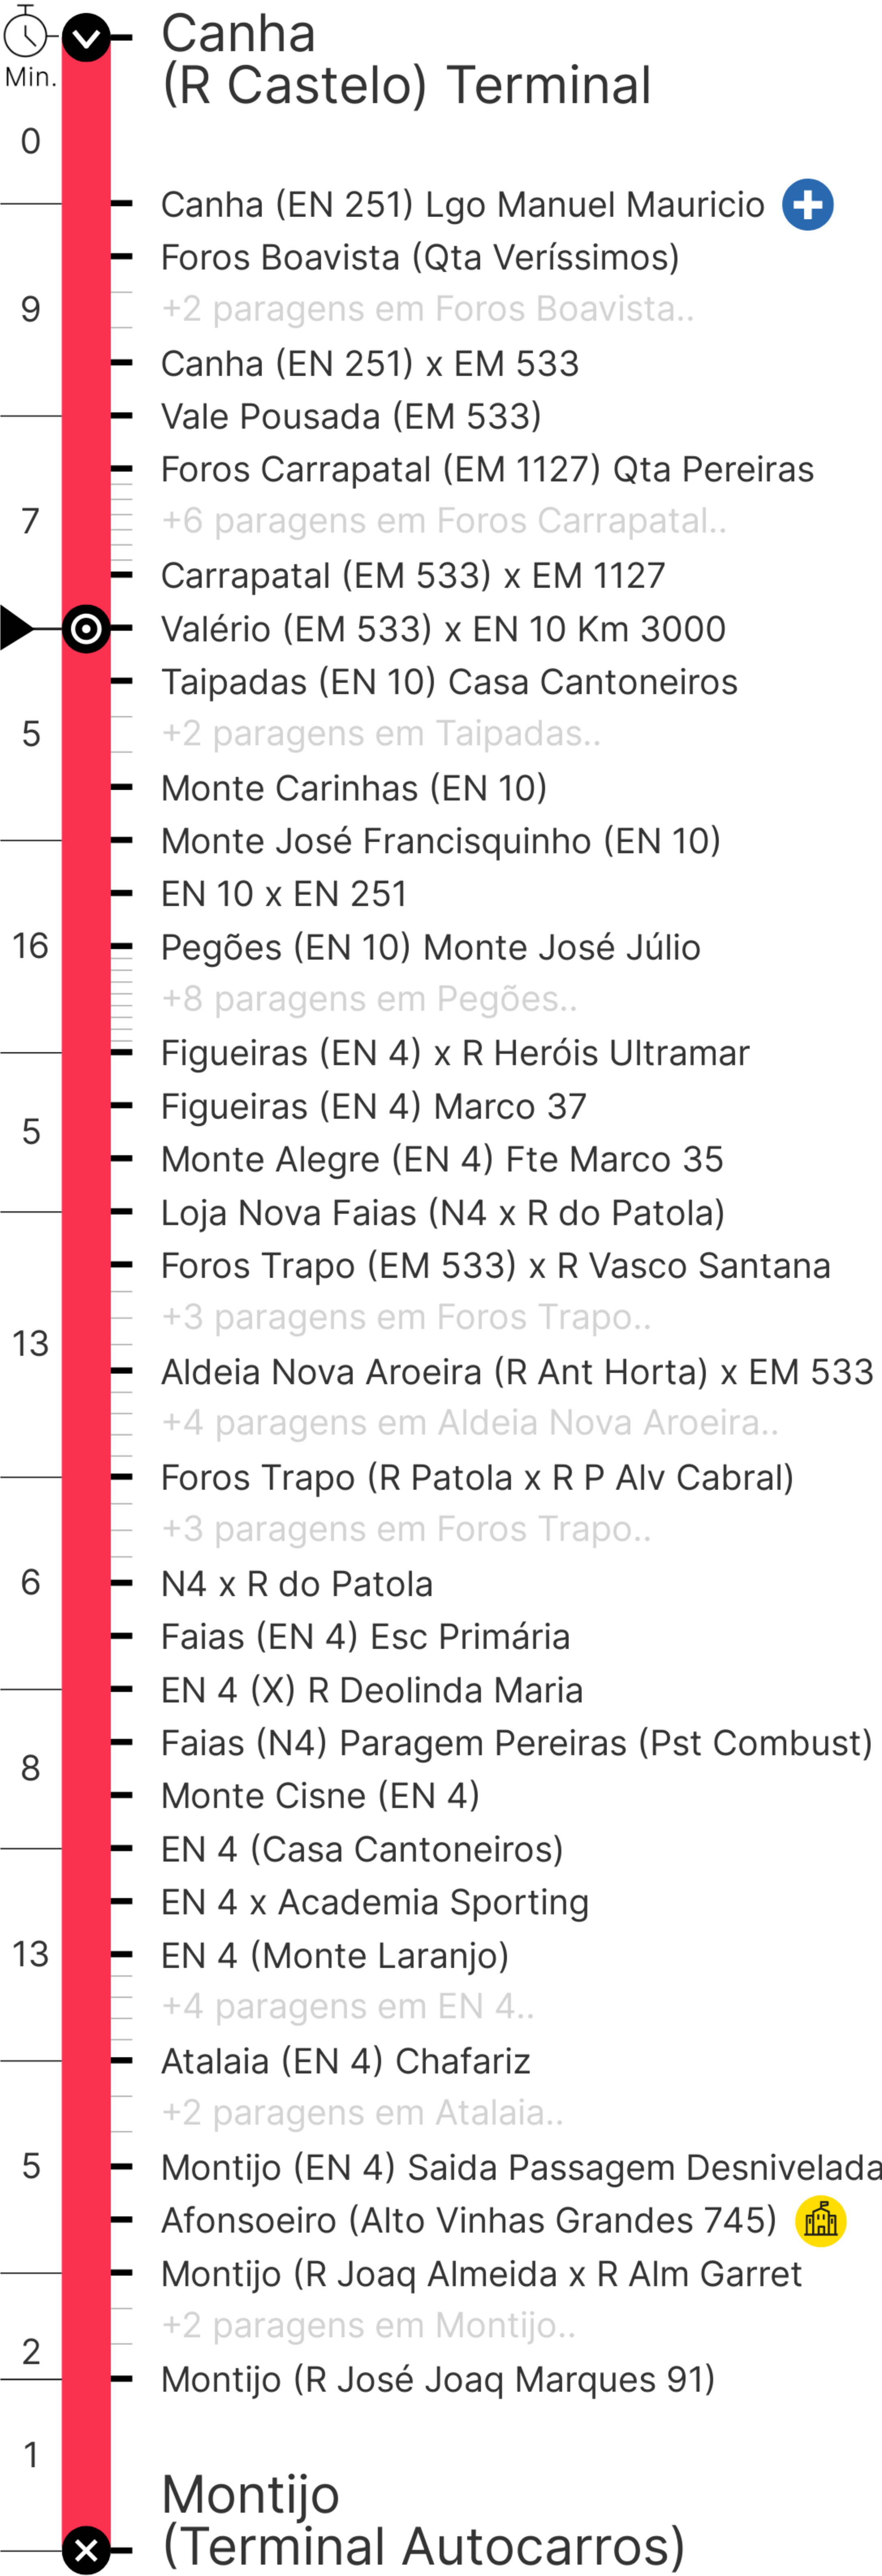 Canha
(R Castelo) Terminal
Min.
0
Canha (EN 251) Lgo Manuel Mauricio
Foros Boavista (Qta Veríssimos)
9
+2 paragens em Foros Boavista..
Canha (EN 251) x EM 533
Vale Pousada (EM 533)
Foros Carrapatal (EM 1127) Qta Pereiras
7
+6 paragens em Foros Carrapatal..
Carrapatal (EM 533) x EM 1127
Valério (EM 533) x EN 10 Km 3000
Taipadas (EN 10) Casa Cantoneiros
5
+2 paragens em Taipadas..
Monte Carinhas (EN 10)
Monte José Francisquinho (EN 10)
EN 10 x EN 251
16
Pegões (EN 10) Monte José Júlio
+8 paragens em Pegões..
Figueiras (EN 4) x R Heróis Ultramar
Figueiras (EN 4) Marco 37
5
Monte Alegre (EN 4) Fte Marco 35
Loja Nova Faias (N4 x R do Patola)
Foros Trapo (EM 533) x R Vasco Santana
+3 paragens em Foros Trapo..
13
Aldeia Nova Aroeira (R Ant Horta) x EM 533
+4 paragens em Aldeia Nova Aroeira..
Foros Trapo (R Patola x R P Alv Cabral)
+3 paragens em Foros Trapo..
6
N4 x R do Patola
Faias (EN 4) Esc Primária
EN 4 (X) R Deolinda Maria
Faias (N4) Paragem Pereiras (Pst Combust)
8
Monte Cisne (EN 4)
EN 4 (Casa Cantoneiros)
EN 4 x Academia Sporting
13
EN 4 (Monte Laranjo)
+4 paragens em EN 4..
Atalaia (EN 4) Chafariz
+2 paragens em Atalaia..
5
Montijo (EN 4) Saida Passagem Desnivelada
Afonsoeiro (Alto Vinhas Grandes 745)
Montijo (R Joaq Almeida x R Alm Garret
+2 paragens em Montijo..
2
Montijo (R José Joaq Marques 91)
1
Montijo
(Terminal Autocarros)